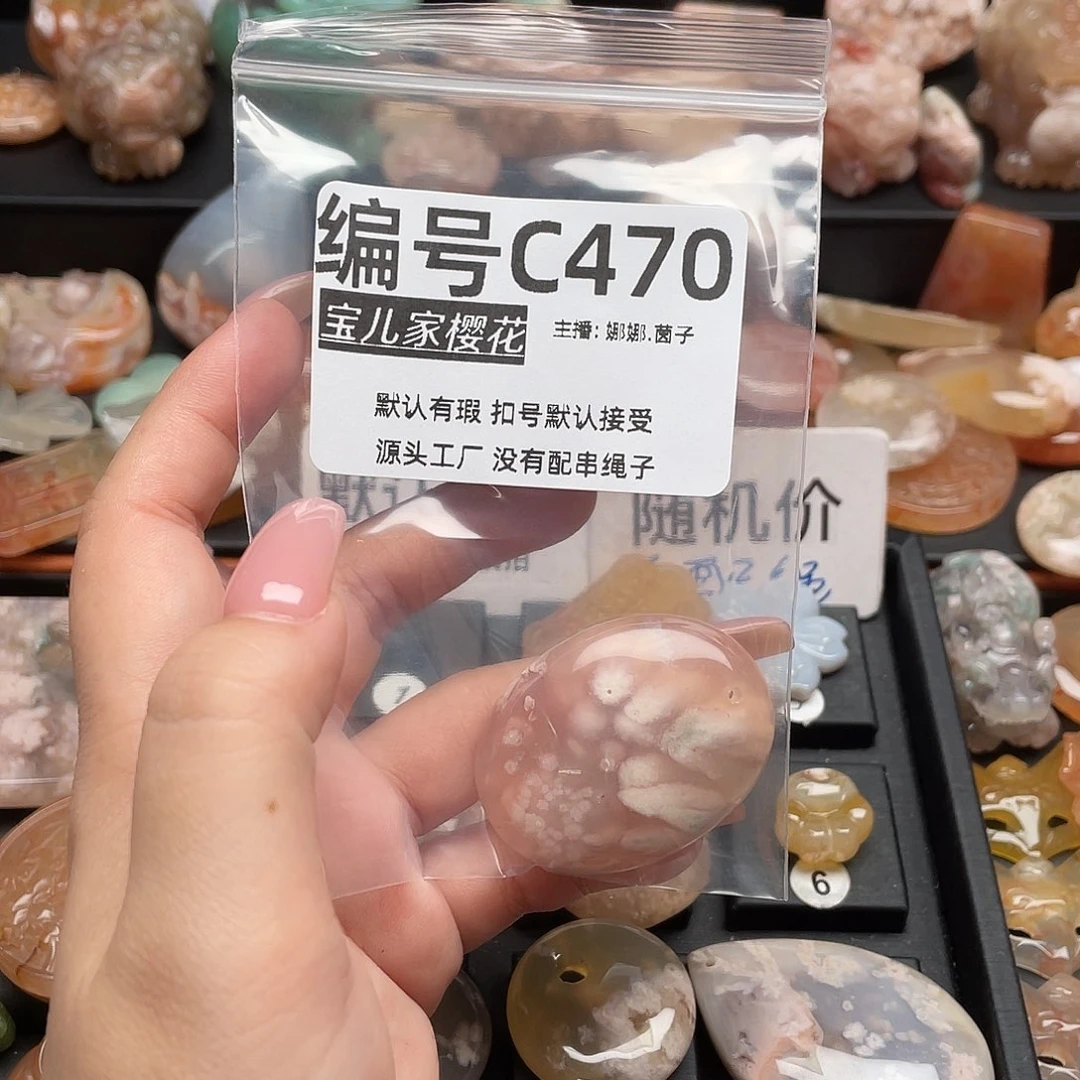 编号C470
宝儿家樱花 主播: 娜娜.茵子
默认有瑕 扣号默认接受
源头工厂 没有配串绳子
默认
随机价
6